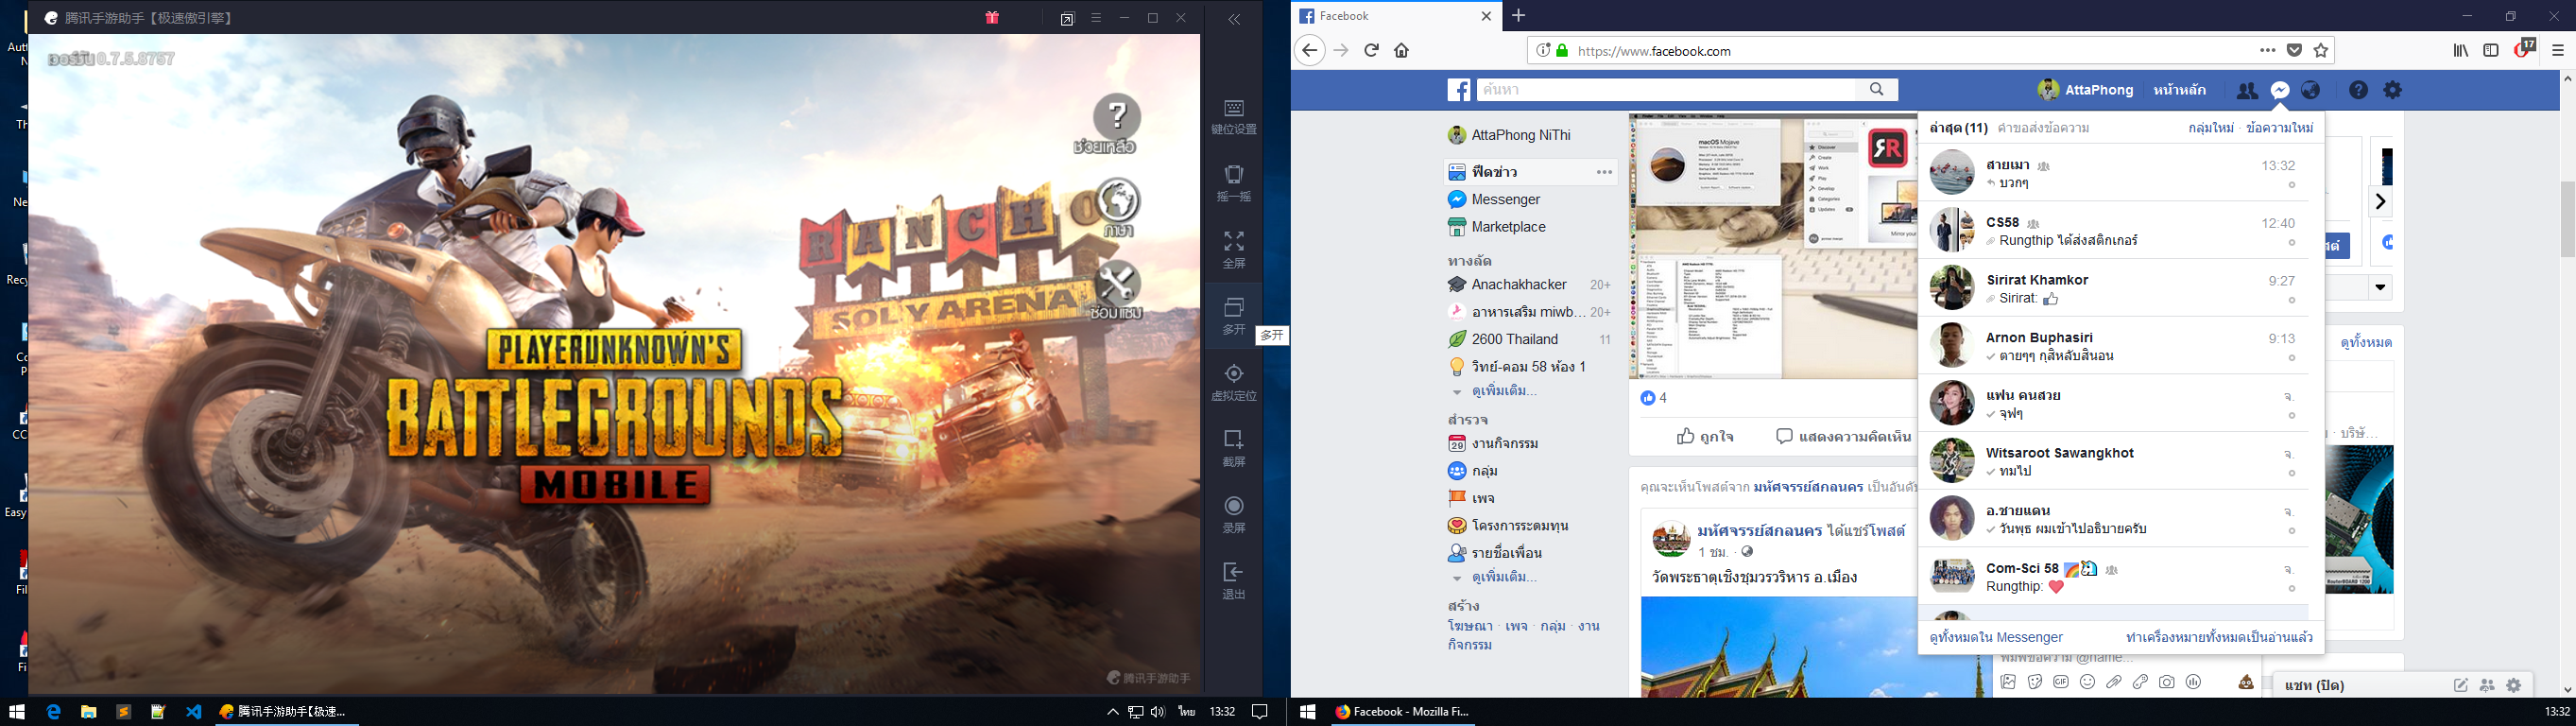 腾讯手游助手【极速傲引擎】
เวอร์ชัน 0.7.5.8757
?
ช่วยเหลือ
ภาษา
ซ่อมแซม
RANCHO
SOLY ARENA
PLAYERUNKNOWN'S
BATTLEGROUNDS
MOBILE
腾讯手游助手
键位设置
摇一摇
全屏
多开
多开
虚拟定位
截屏
录屏
退出
腾讯手游助手【极速...
ไทย
13:32
Facebook
https://www.facebook.com
17
ค้นหา
AttaPhong
หน้าหลัก
AttaPhong NiThi
ฟีดข่าว
Messenger
Marketplace
ทางลัด
Anachakhacker 20+
อาหารเสริม miwb... 20+
2600 Thailand 11
วิทย์-คอม 58 ห้อง 1
ดูเพิ่มเติม...
สำรวจ
29 งานกิจกรรม
กลุ่ม
เพจ
โครงการระดมทุน
รายชื่อเพื่อน
ดูเพิ่มเติม...
สร้าง
โฆษณา · เพจ · กลุ่ม · งาน
กิจกรรม
macOS Mojave
4
ถูกใจ
แสดงความคิดเห็น
คุณจะเห็นโพสต์จาก มหัศจรรย์สกลนคร เป็นอันดับ
มหัศจรรย์สกลนคร ได้แชร์โพสต์
1 ชม. ·
วัดพระธาตุเชิงชุมวรวิหาร อ.เมือง
ล่าสุด (11) คำขอส่งข้อความ กลุ่มใหม่ · ข้อความใหม่
สายเมา 13:32
บวกๆ
CS58 12:40
Rungthip ได้ส่งสติกเกอร์
Sirirat Khamkor 9:27
Sirirat:
Arnon Buphasiri 9:13
ตายๆๆ กุสิหลับสินอน
แฟน คนสวย จ.
จุฟๆ
Witsaroot Sawangkhot จ.
ทมไป
อ.ชายแดน จ.
วันพุธ ผมเข้าไปอธิบายครับ
Com-Sci 58 จ.
Rungthip: ❤
ดูทั้งหมดใน Messenger ทำเครื่องหมายทั้งหมดเป็นอ่านแล้ว
ดูทั้งหมด
แชท (ปิด)
Facebook - Mozilla Fi...
13:32